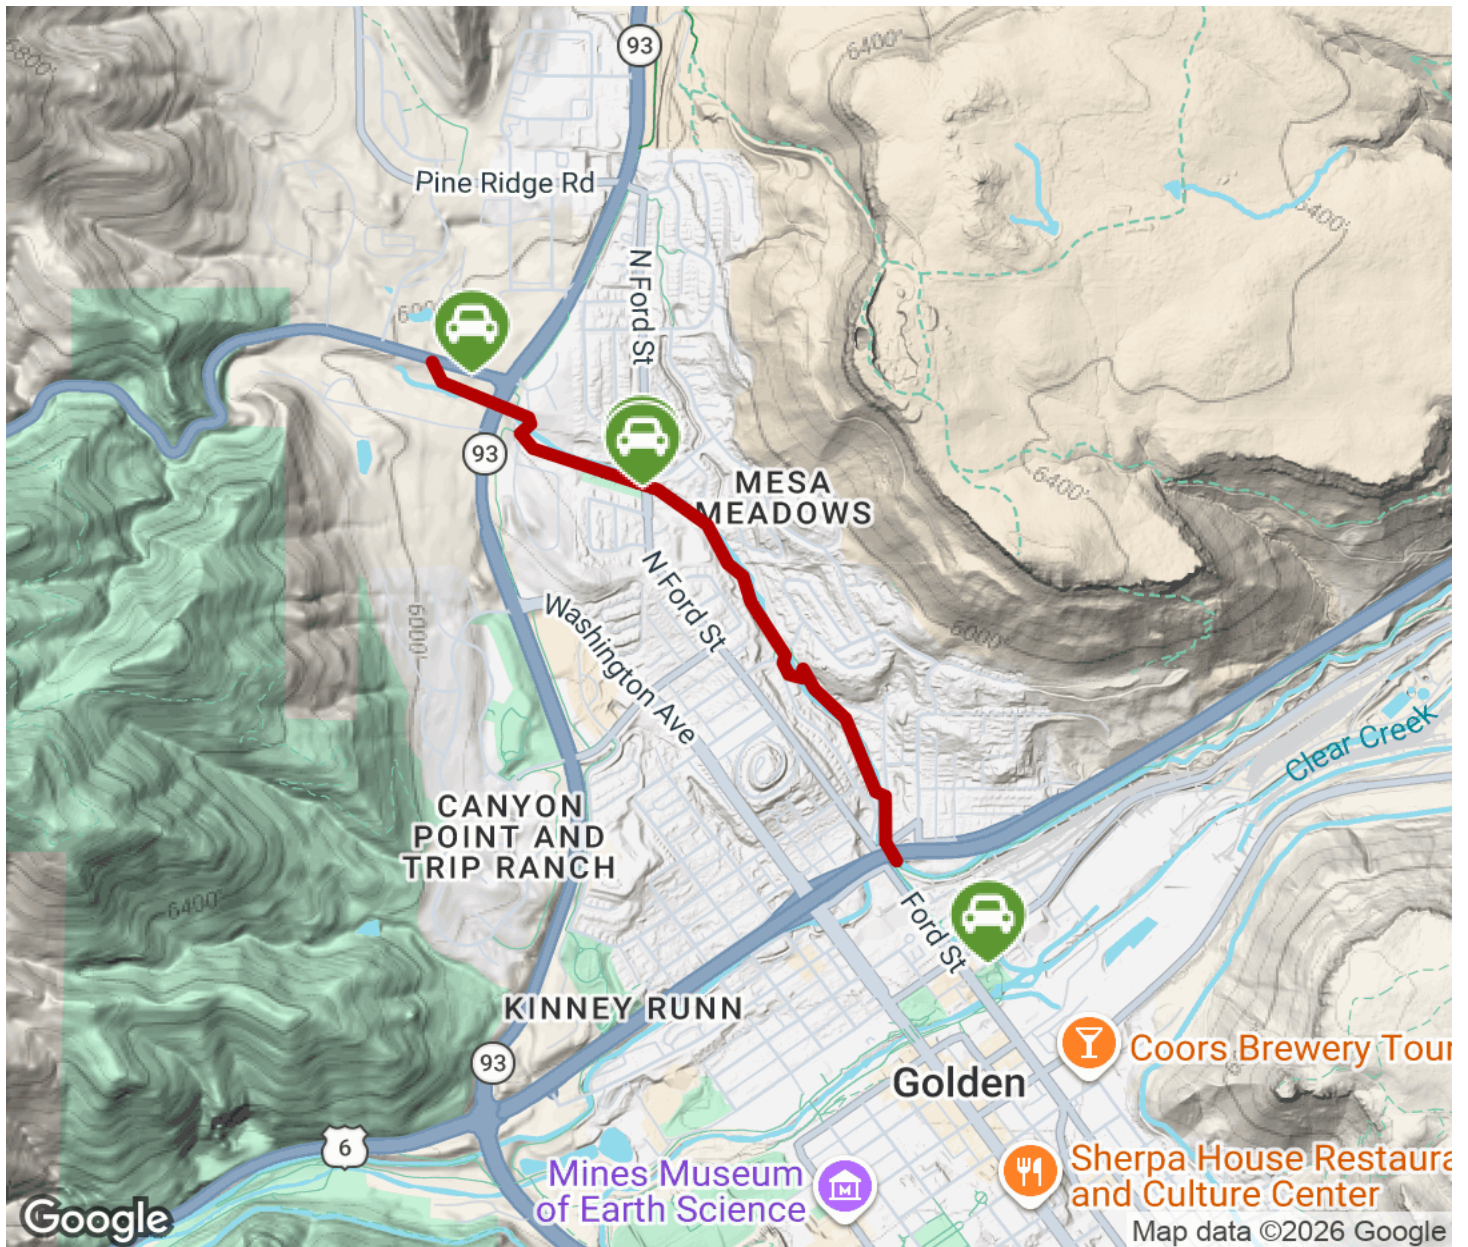 93
6400'
6800'
Pine Ridge Rd
6400'
N Ford St
600
93
MESA
MEADOWS
6400'
N Ford St
Washington Ave
6000'
6000'
Clear Creek
CANYON
POINT AND
TRIP RANCH
6400'
Ford St
KINNEY RUNN
Coors Brewery Tour
93
Golden
6
Mines Museum
of Earth Science
M
Sherpa House Restaura
and Culture Center
Google
Map data ©2026 Google